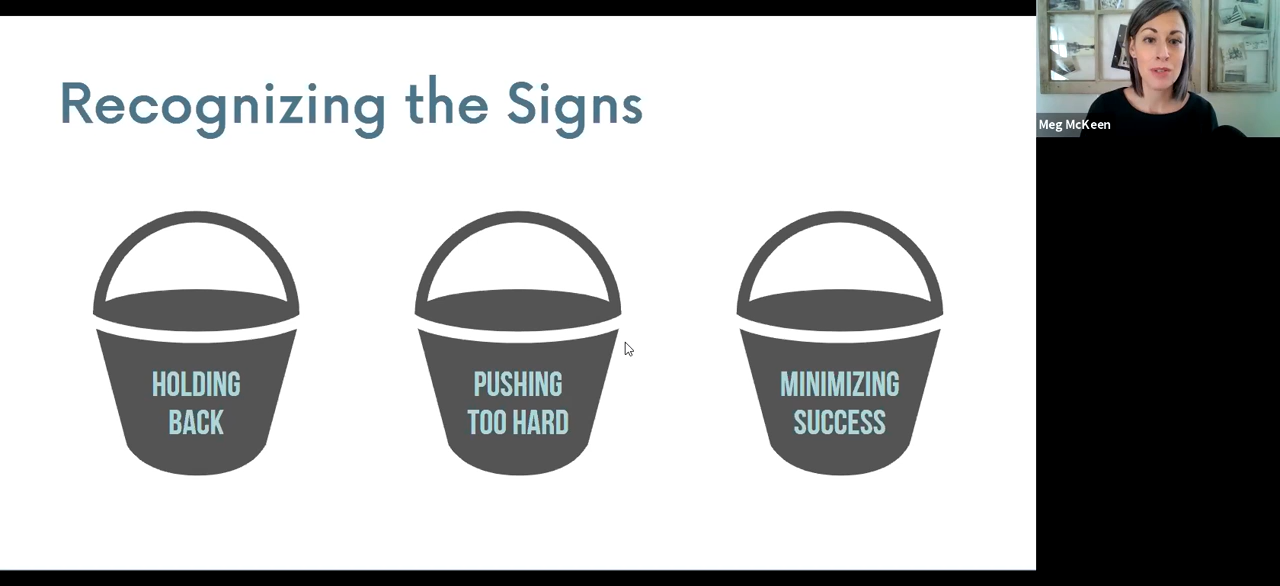 Recognizing the Signs
HOLDING
BACK
PUSHING
TOO HARD
MINIMIZING
SUCCESS
Meg McKeen